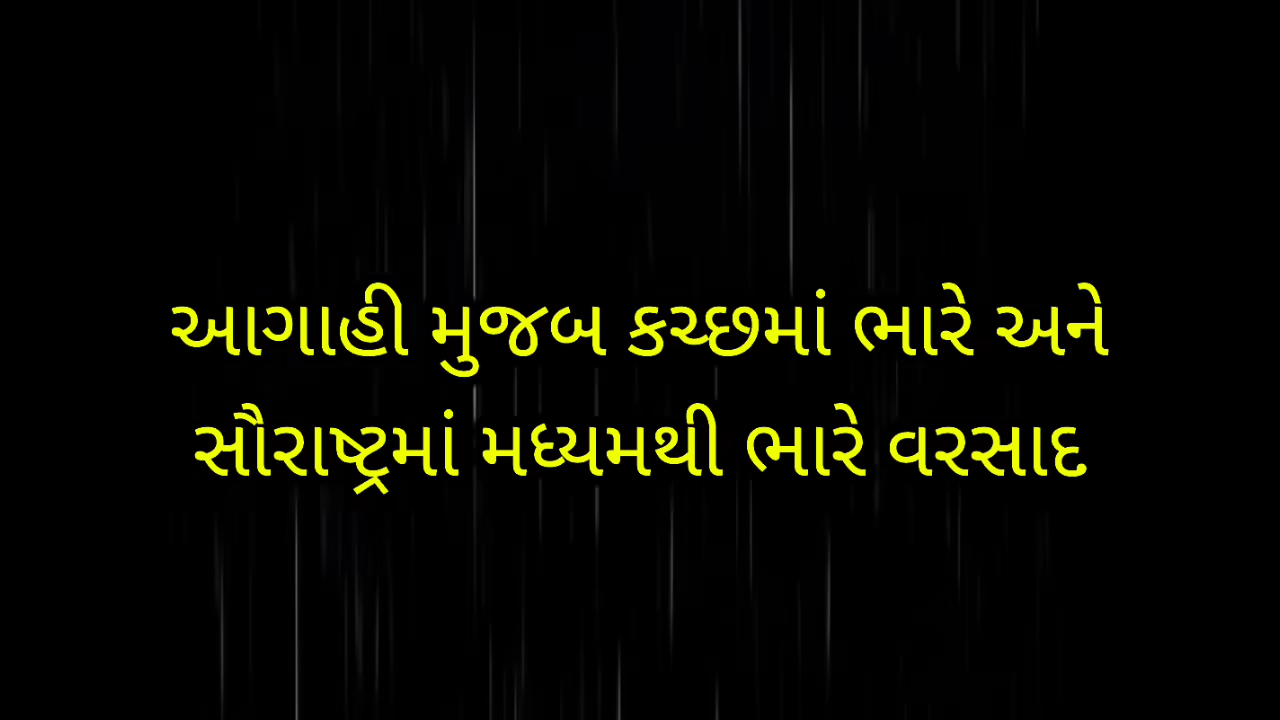 આગાહી મુજબ કચ્છમાં ભારે અને
સૌરાષ્ટ્રમાં મધ્યમથી ભારે વરસાદ